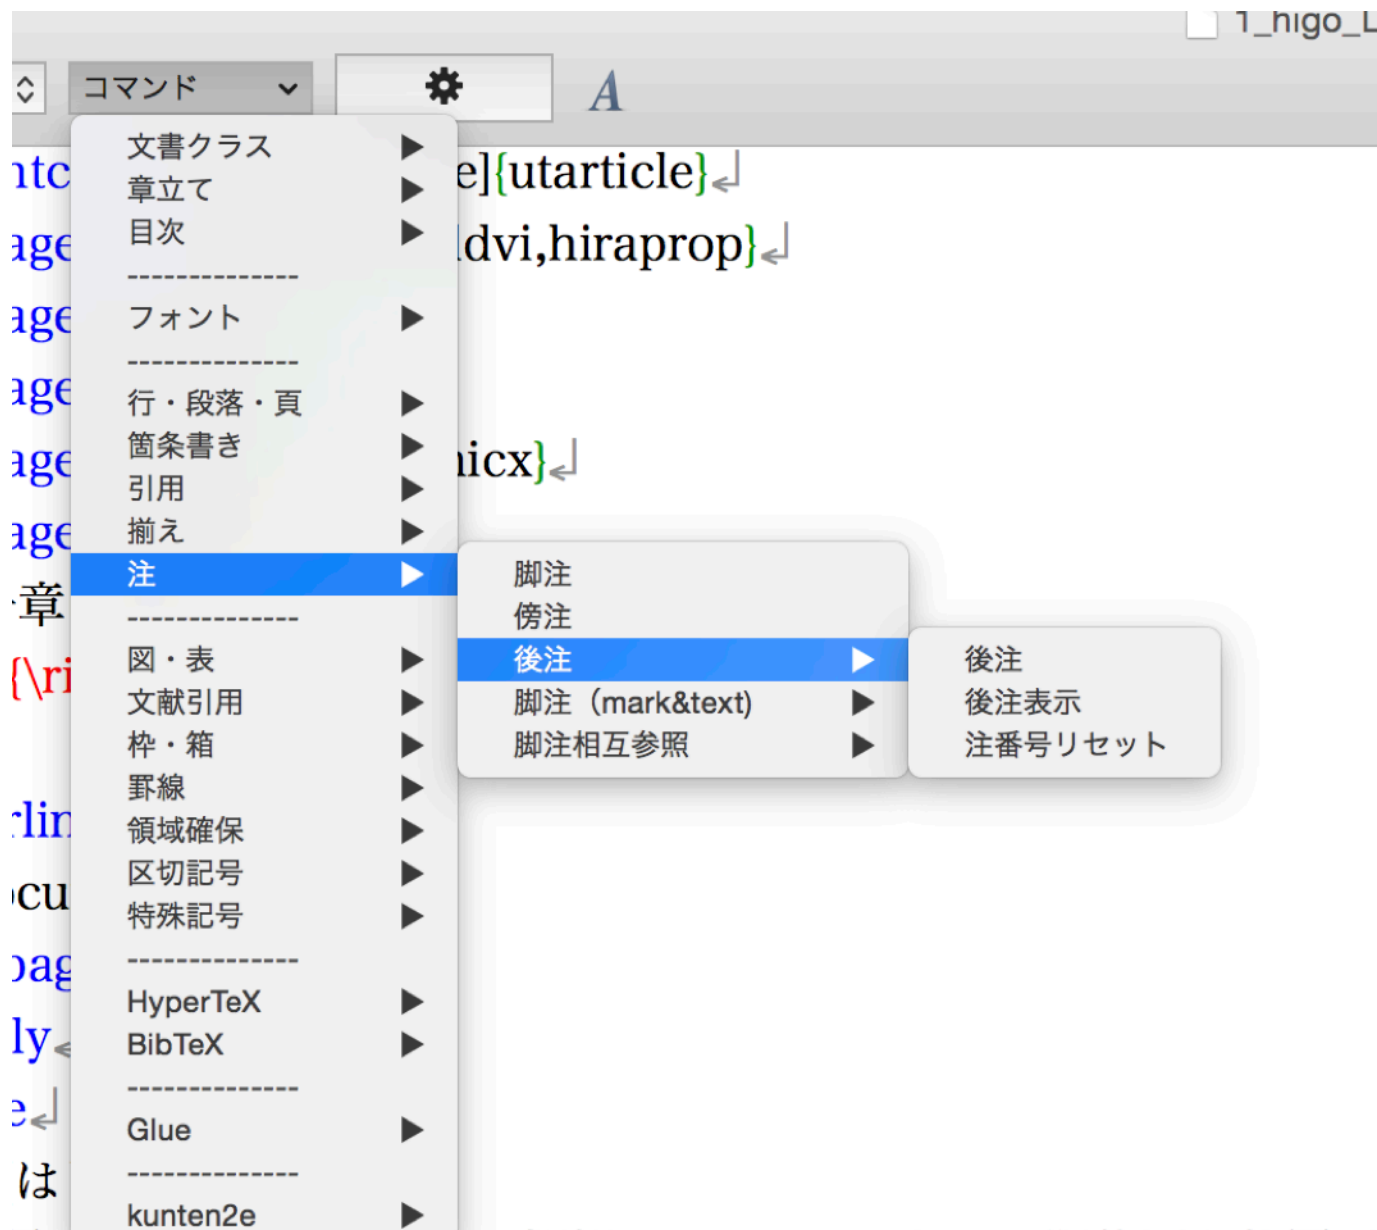 1_higo_L
コマンド
A
文書クラス
章立て
目次
--------------
フォント
--------------
行・段落・頁
箇条書き
引用
揃え
注
--------------
図・表
文献引用
枠・箱
罫線
領域確保
区切記号
特殊記号
--------------
HyperTeX
BibTeX
--------------
Glue
--------------
kunten2e
脚注
傍注
後注
脚注（mark&text)
脚注相互参照
後注
後注表示
注番号リセット
e]{utarticle}
dvi,hiraprop}
icx}
章
{\ri
ly
は